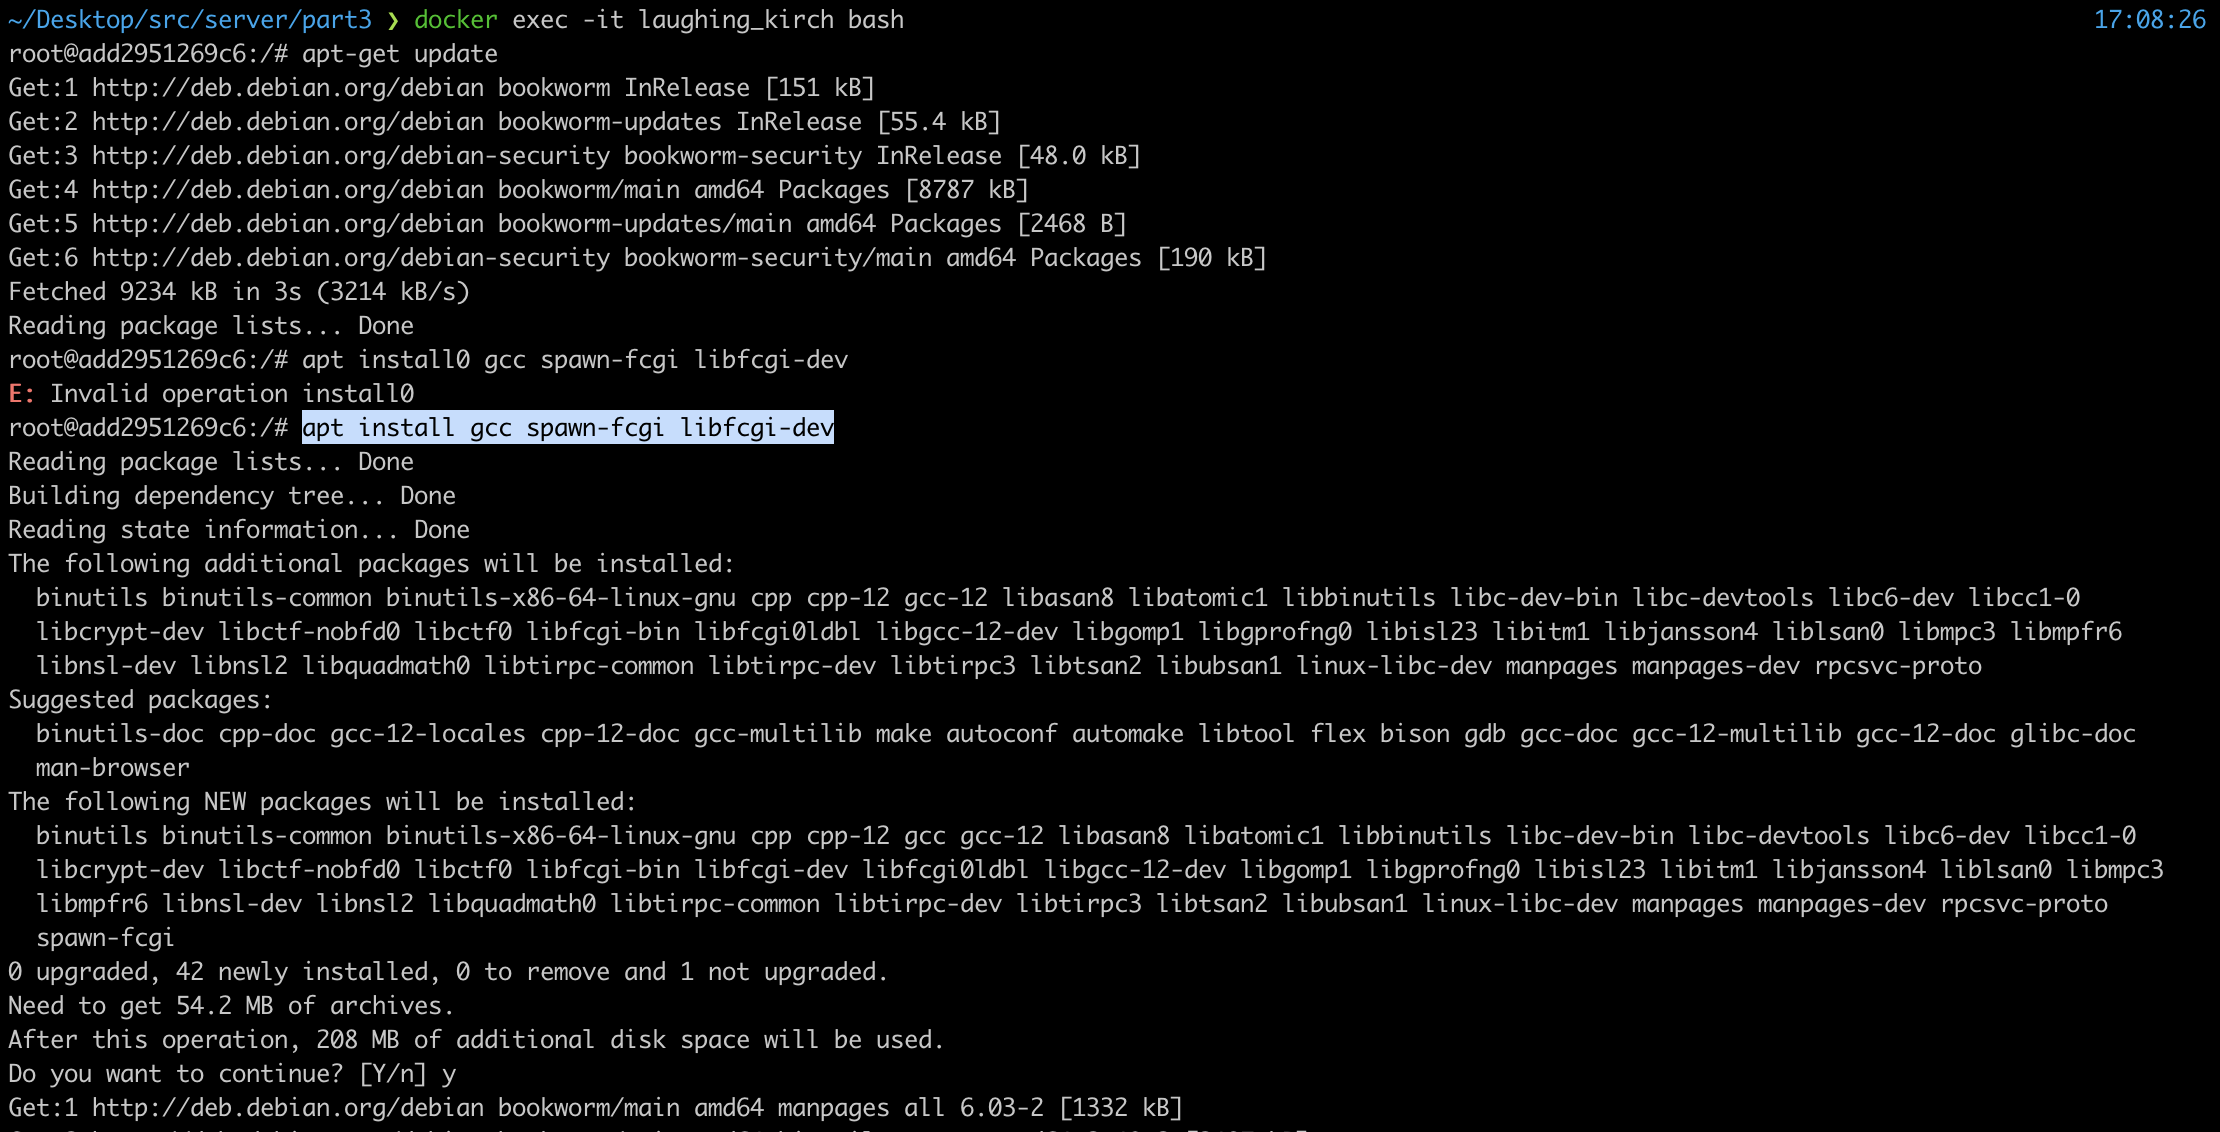 ~/Desktop/src/server/part3 ❯ docker exec -it laughing_kirch bash 17:08:26
root@add2951269c6:/# apt-get update
Get:1 http://deb.debian.org/debian bookworm InRelease [151 kB]
Get:2 http://deb.debian.org/debian bookworm-updates InRelease [55.4 kB]
Get:3 http://deb.debian.org/debian-security bookworm-security InRelease [48.0 kB]
Get:4 http://deb.debian.org/debian bookworm/main amd64 Packages [8787 kB]
Get:5 http://deb.debian.org/debian bookworm-updates/main amd64 Packages [2468 B]
Get:6 http://deb.debian.org/debian-security bookworm-security/main amd64 Packages [190 kB]
Fetched 9234 kB in 3s (3214 kB/s)
Reading package lists... Done
root@add2951269c6:/# apt install0 gcc spawn-fcgi libfcgi-dev
E: Invalid operation install0
root@add2951269c6:/# apt install gcc spawn-fcgi libfcgi-dev
Reading package lists... Done
Building dependency tree... Done
Reading state information... Done
The following additional packages will be installed:
  binutils binutils-common binutils-x86-64-linux-gnu cpp cpp-12 gcc-12 libasan8 libatomic1 libbinutils libc-dev-bin libc-devtools libc6-dev libcc1-0
  libcrypt-dev libctf-nobfd0 libctf0 libfcgi-bin libfcgi0ldbl libgcc-12-dev libgomp1 libgprofng0 libisl23 libitm1 libjansson4 liblsan0 libmpc3 libmpfr6
  libnsl-dev libnsl2 libquadmath0 libtirpc-common libtirpc-dev libtirpc3 libtsan2 libubsan1 linux-libc-dev manpages manpages-dev rpcsvc-proto
Suggested packages:
  binutils-doc cpp-doc gcc-12-locales cpp-12-doc gcc-multilib make autoconf automake libtool flex bison gdb gcc-doc gcc-12-multilib gcc-12-doc glibc-doc
  man-browser
The following NEW packages will be installed:
  binutils binutils-common binutils-x86-64-linux-gnu cpp cpp-12 gcc gcc-12 libasan8 libatomic1 libbinutils libc-dev-bin libc-devtools libc6-dev libcc1-0
  libcrypt-dev libctf-nobfd0 libctf0 libfcgi-bin libfcgi-dev libfcgi0ldbl libgcc-12-dev libgomp1 libgprofng0 libisl23 libitm1 libjansson4 liblsan0 libmpc3
  libmpfr6 libnsl-dev libnsl2 libquadmath0 libtirpc-common libtirpc-dev libtirpc3 libtsan2 libubsan1 linux-libc-dev manpages manpages-dev rpcsvc-proto
  spawn-fcgi
0 upgraded, 42 newly installed, 0 to remove and 1 not upgraded.
Need to get 54.2 MB of archives.
After this operation, 208 MB of additional disk space will be used.
Do you want to continue? [Y/n] y
Get:1 http://deb.debian.org/debian bookworm/main amd64 manpages all 6.03-2 [1332 kB]